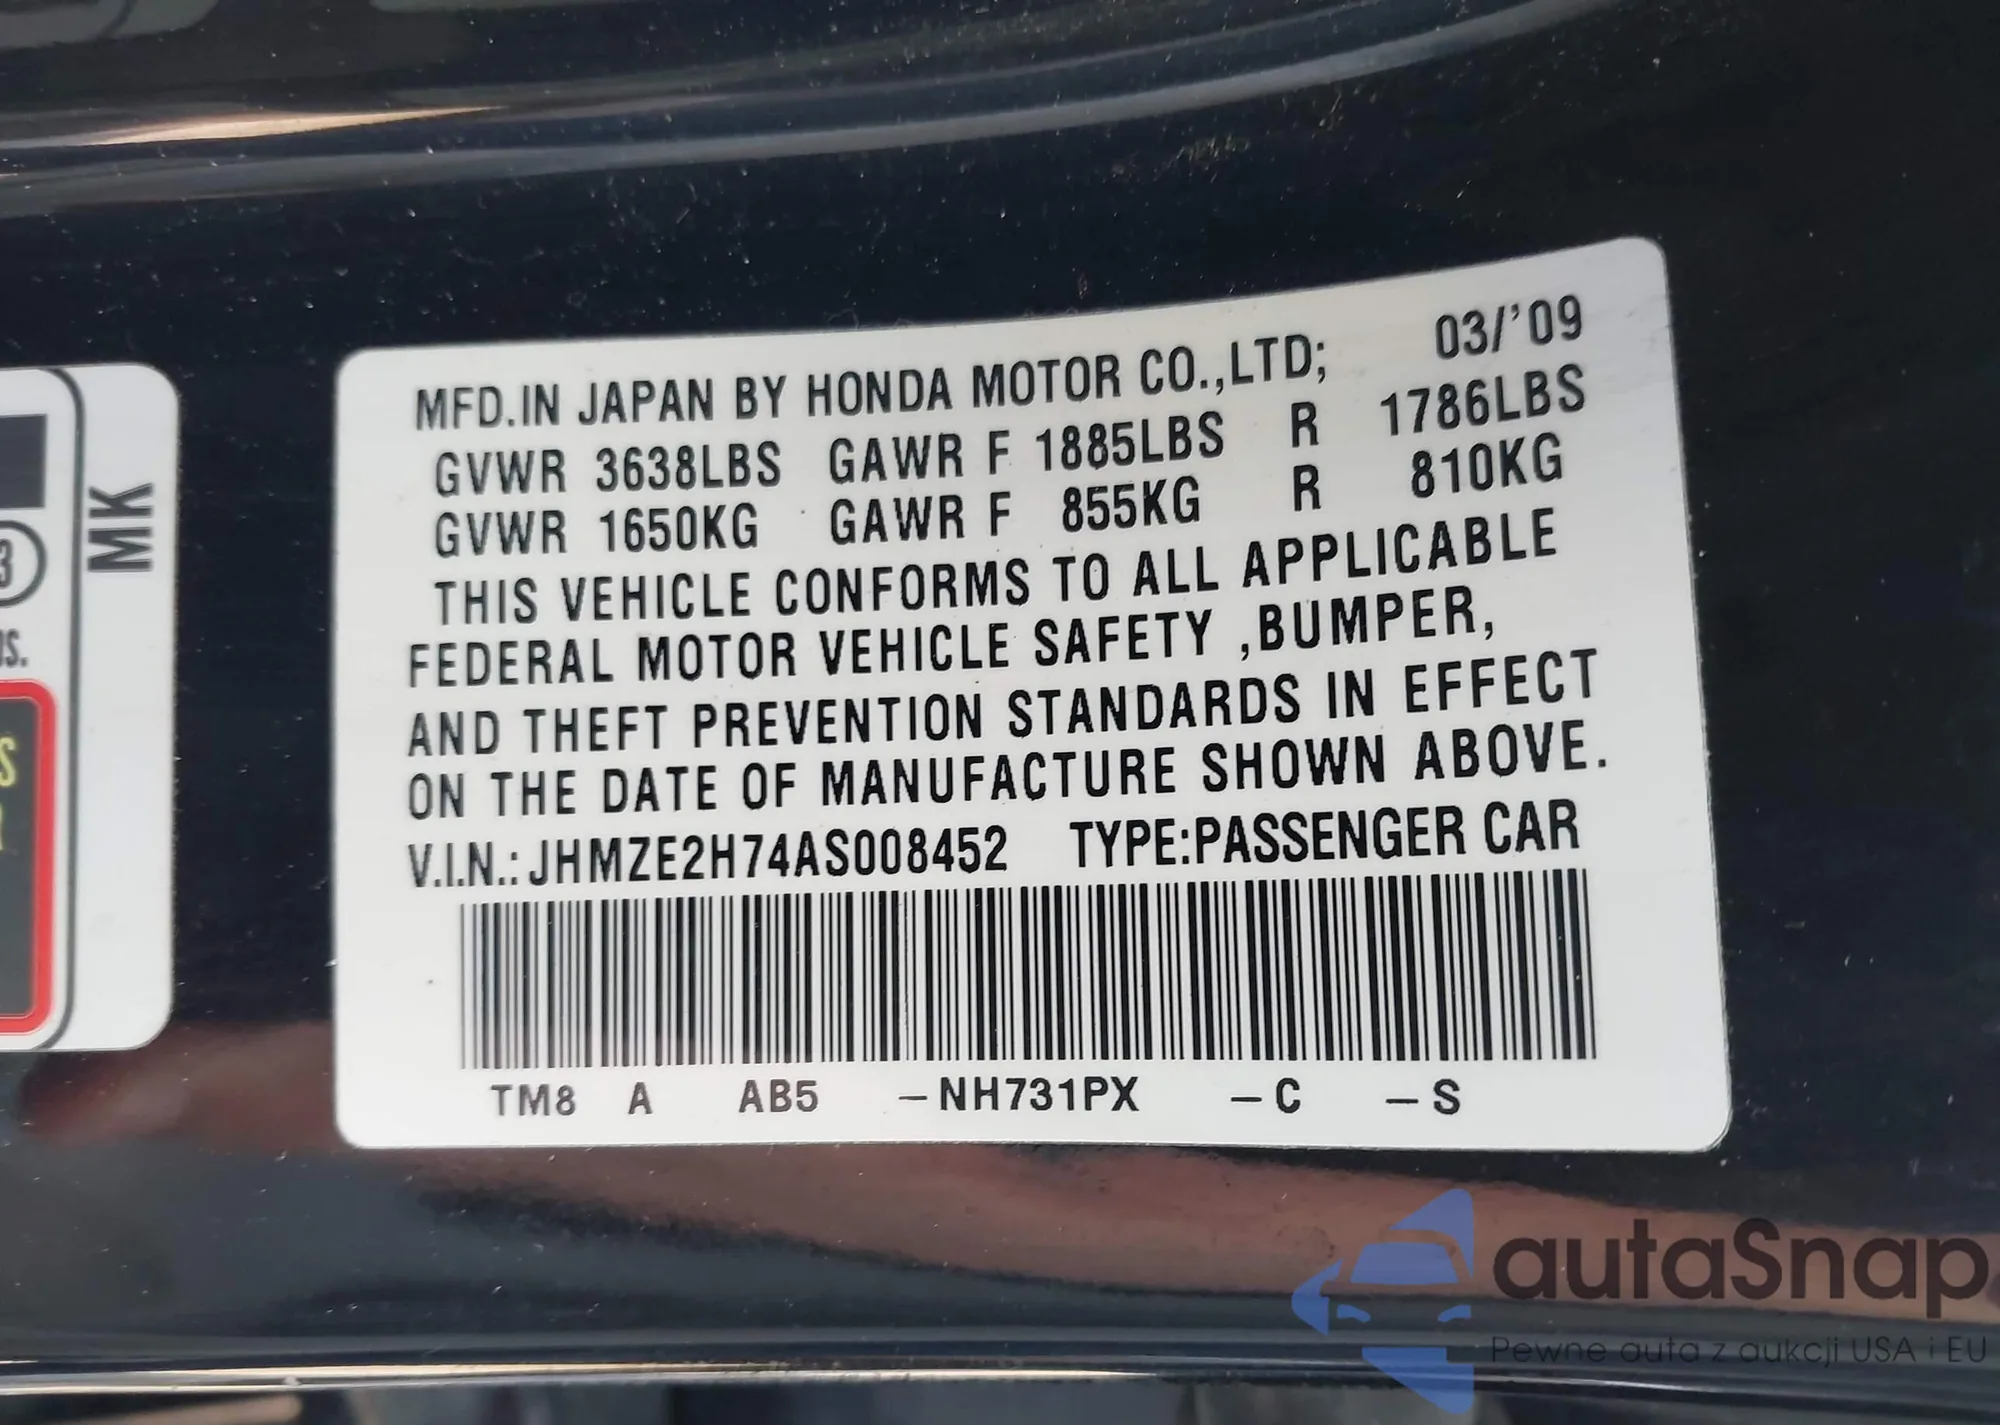 MFD.IN JAPAN BY HONDA MOTOR CO.,LTD; 03/'09
GVWR 3638LBS GAWR F 1885LBS R 1786LBS
GVWR 1650KG GAWR F 855KG R 810KG
THIS VEHICLE CONFORMS TO ALL APPLICABLE
FEDERAL MOTOR VEHICLE SAFETY ,BUMPER,
AND THEFT PREVENTION STANDARDS IN EFFECT
ON THE DATE OF MANUFACTURE SHOWN ABOVE.
V.I.N.: JHMZE2H74AS008452 TYPE:PASSENGER CAR
TM8 A AB5 –NH731PX –C –S
MK
3
S
autaSnap
Pewne auta z aukcji USA i EU